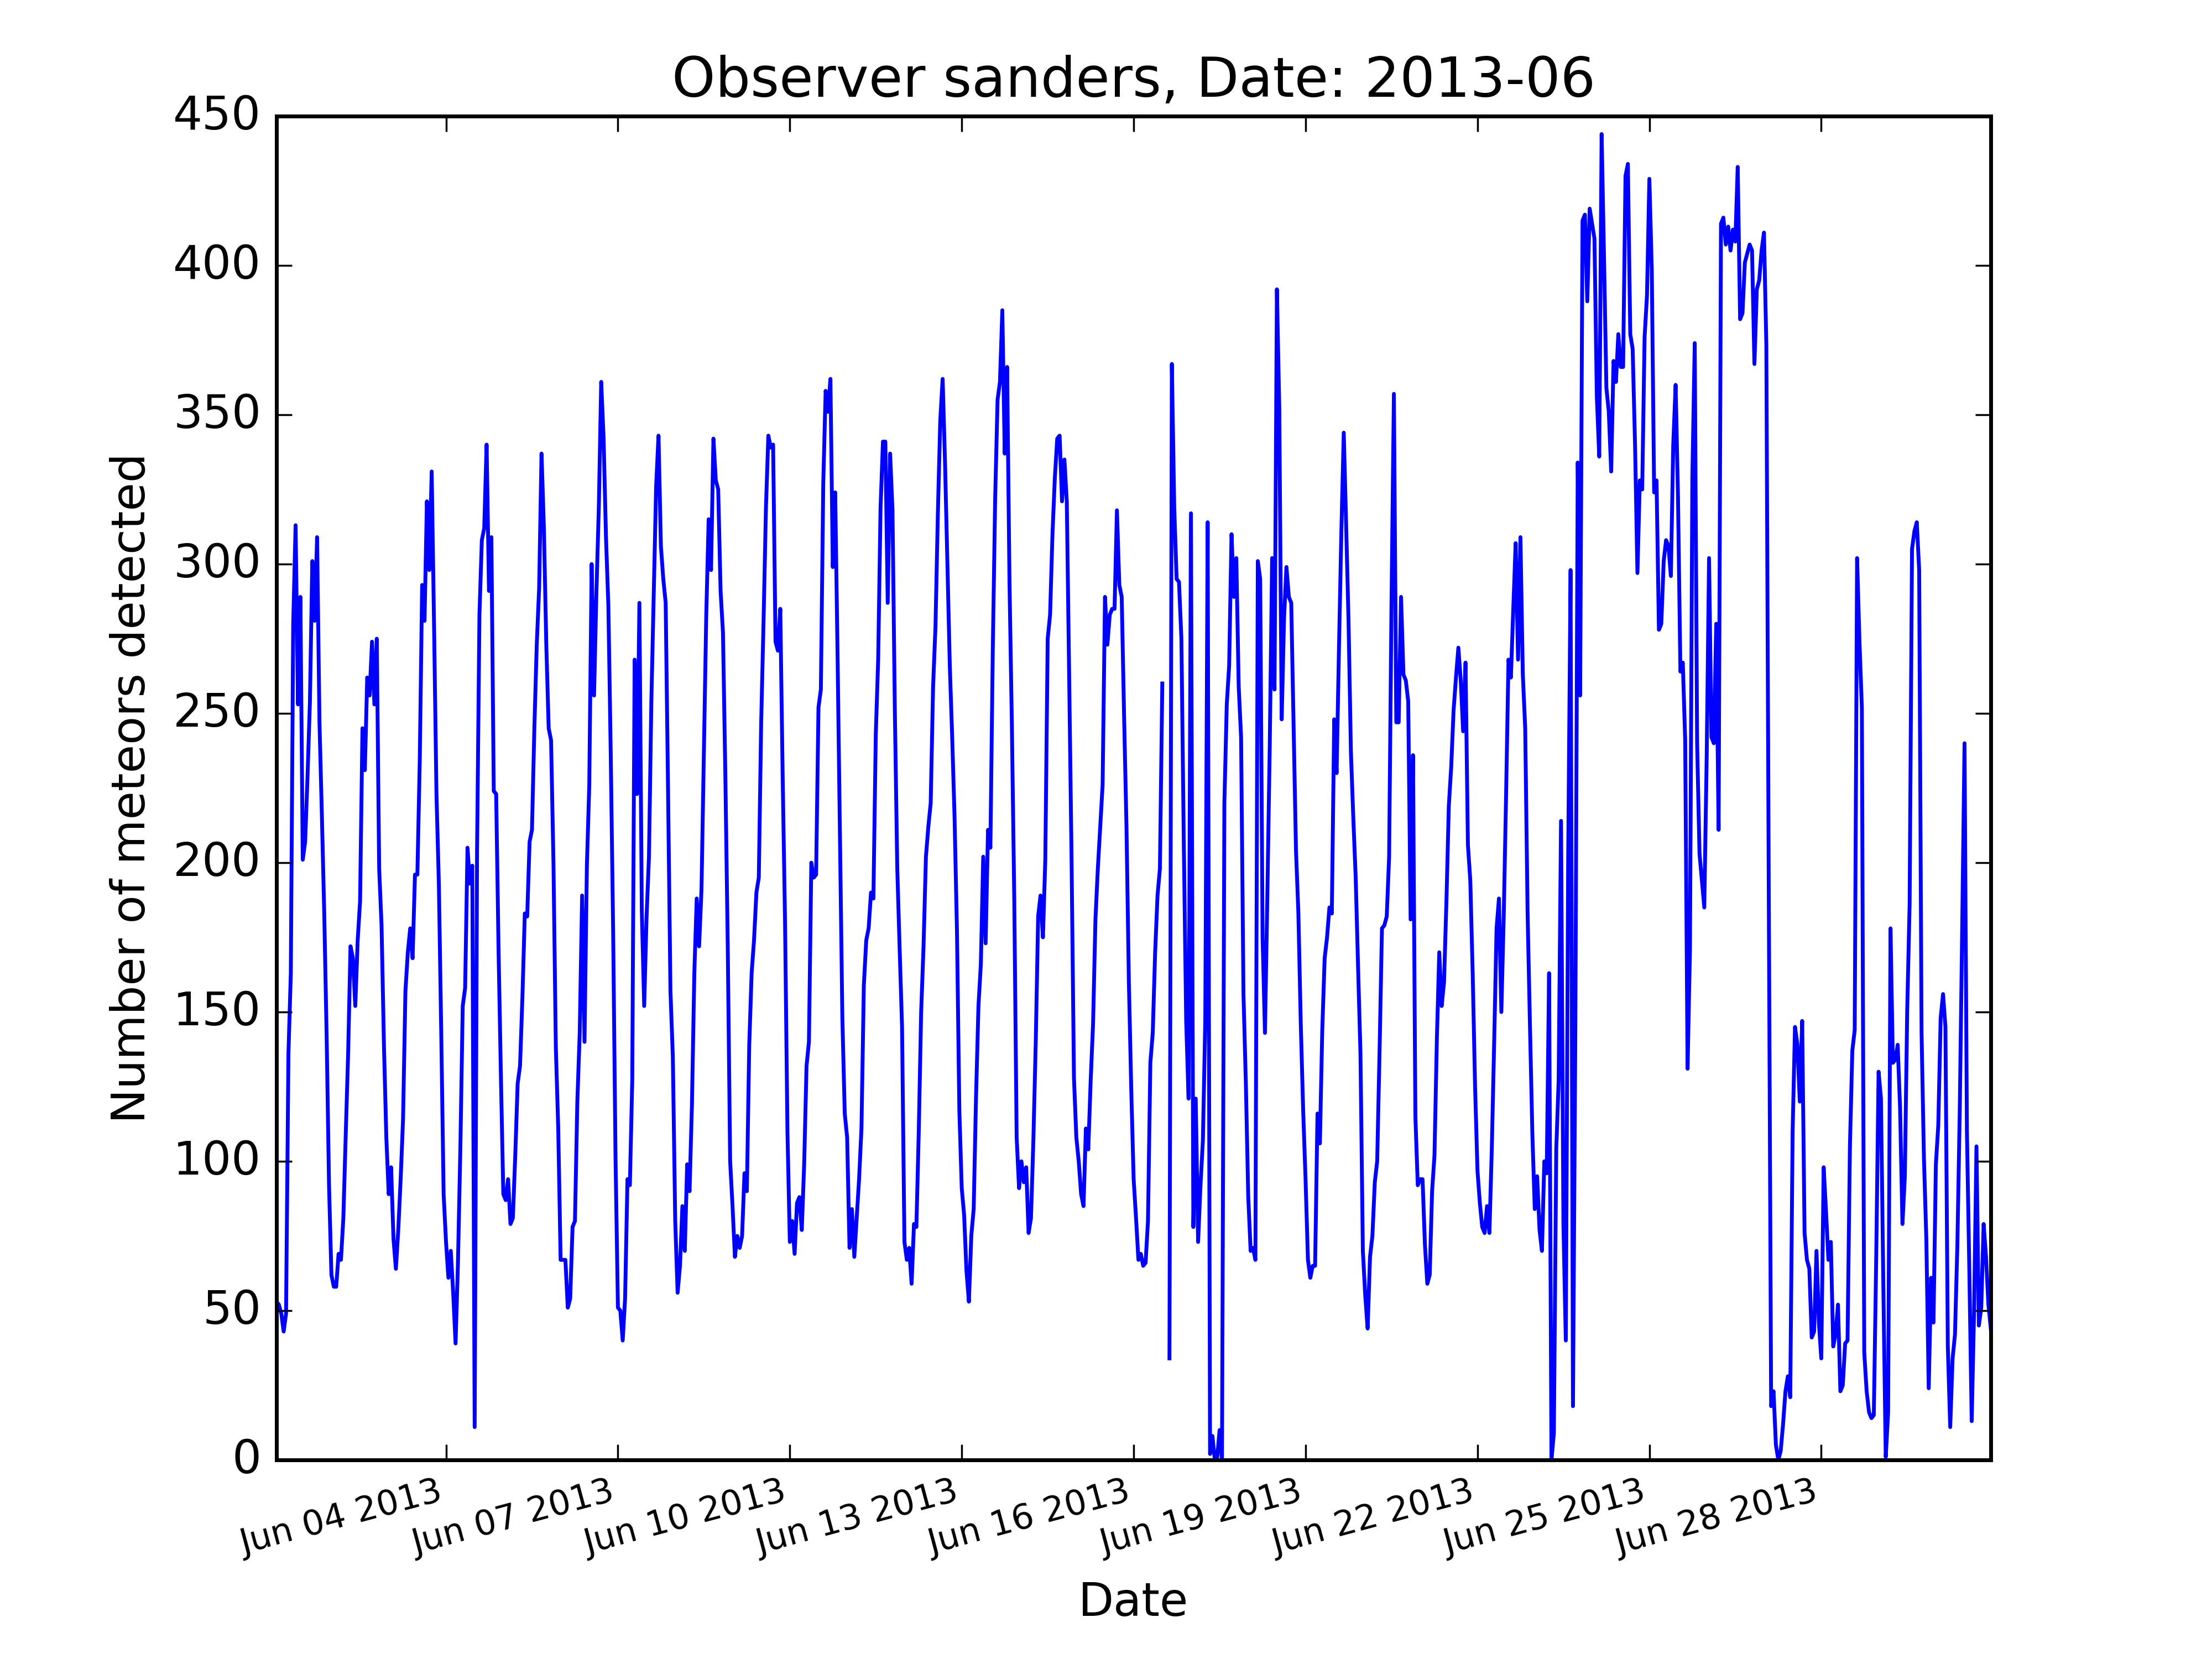 Observer sanders, Date: 2013-06
450
400
350
300
250
200
150
100
50
0
Number of meteors detected
Jun 04 2013
Jun 07 2013
Jun 10 2013
Jun 13 2013
Jun 16 2013
Jun 19 2013
Jun 22 2013
Jun 25 2013
Jun 28 2013
Date